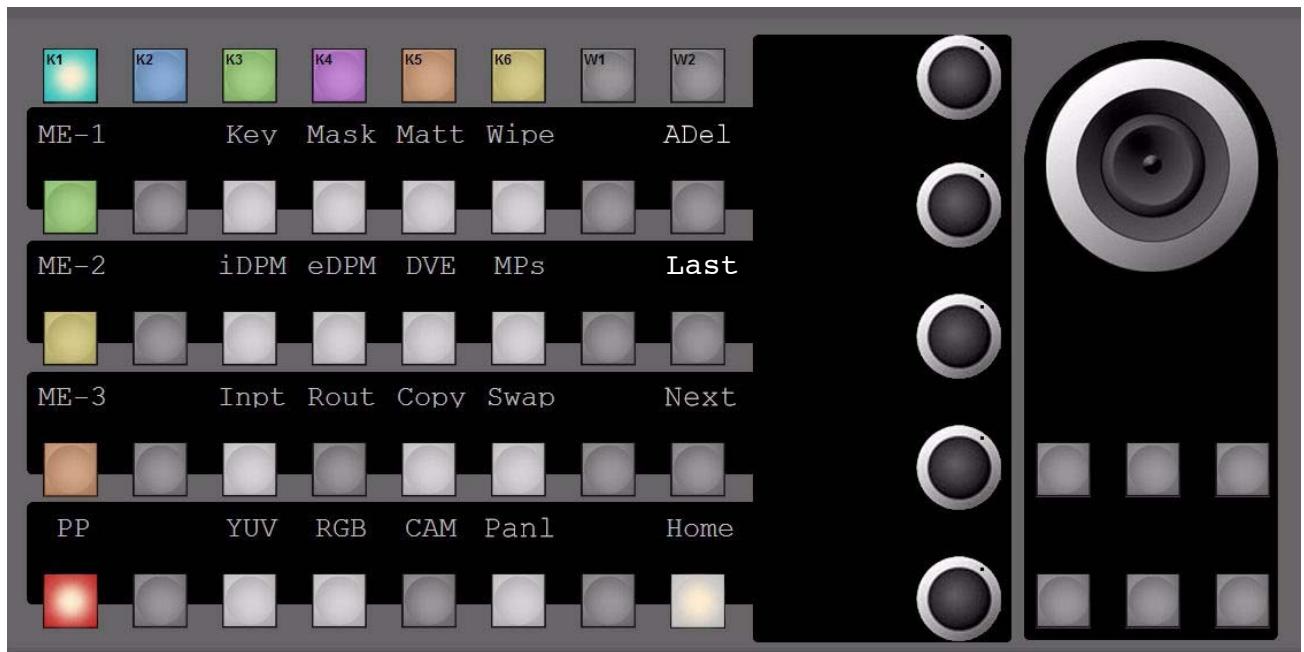 K1 K2 K3 K4 K5 K6 W1 W2
ME-1 Key Mask Matt Wipe ADel
ME-2 iDPM eDPM DVE MPs Last
ME-3 Inpt Rout Copy Swap Next
PP YUV RGB CAM Panl Home